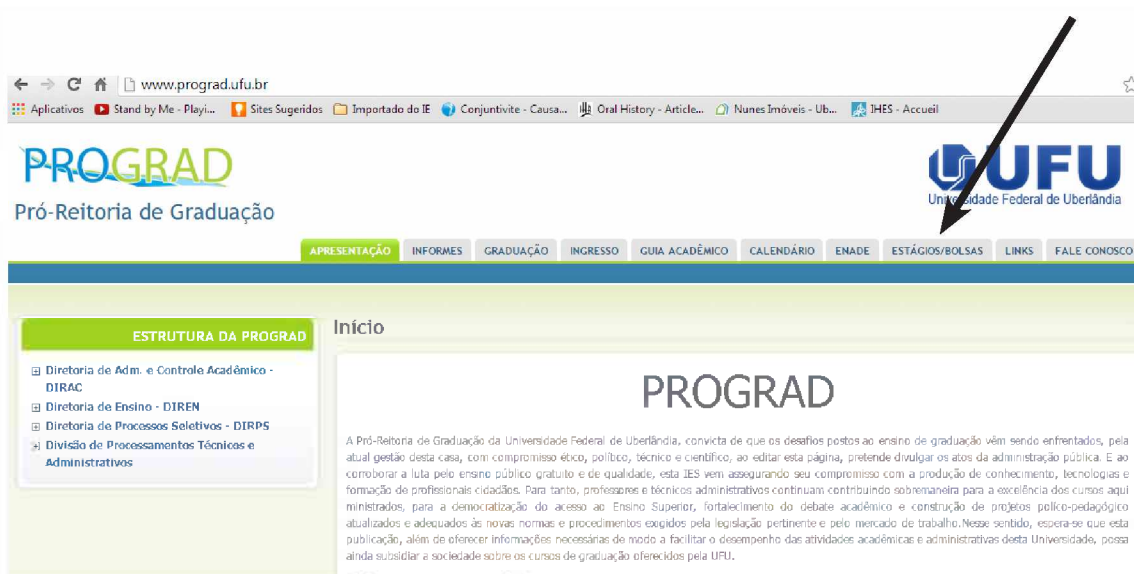 www.prograd.ufu.br
Aplicativos Stand by Me - Playi... Sites Sugeridos Importado do IE Conjuntivite - Causa... Oral History - Article... Nunes Imóveis - Ub... IHES - Accueil
PROGRAD
Pró-Reitoria de Graduação
UFU
Universidade Federal de Uberlândia
APRESENTAÇÃO INFORMES GRADUAÇÃO INGRESSO GUIA ACADÊMICO CALENDÁRIO ENADE ESTÁGIOS/BOLSAS LINKS FALE CONOSCO
ESTRUTURA DA PROGRAD
Diretoria de Adm. e Controle Acadêmico -
DIRAC
Diretoria de Ensino - DIREN
Diretoria de Processos Seletivos - DIRPS
Divisão de Processamentos Técnicos e
Administrativos
Início
PROGRAD
A Pró-Reitoria de Graduação da Universidade Federal de Uberlândia, convicta de que os desafios postos ao ensino de graduação vêm sendo enfrentados, pela
atual gestão desta casa, com compromisso ético, político, técnico e científico, ao editar esta página, pretende divulgar os atos da administração pública. E ao
corroborar a luta pelo ensino público gratuito e de qualidade, esta IES vem assegurando seu compromisso com a produção de conhecimento, tecnologias e
formação de profissionais cidadãos. Para tanto, professores e técnicos administrativos continuam contribuindo sobremaneira para a excelência dos cursos aqui
ministrados, para a democratização do acesso ao Ensino Superior, fortalecimento do debate acadêmico e construção de projetos político-pedagógico
atualizados e adequados às novas normas e procedimentos exigidos pela legislação pertinente e pelo mercado de trabalho.Nesse sentido, espera-se que esta
publicação, além de oferecer informações necessárias de modo a facilitar o desempenho das atividades acadêmicas e administrativas desta Universidade, possa
ainda subsidiar a sociedade sobre os cursos de graduação oferecidos pela UFU.